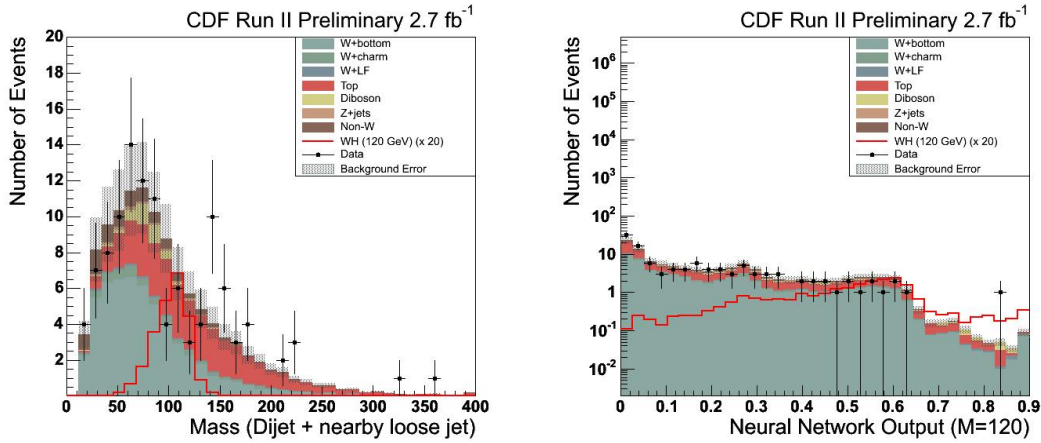 CDF Run II Preliminary 2.7 fb⁻¹
Number of Events
20
18
16
14
12
10
8
6
4
2
W+bottom
W+charm
W+LF
Top
Diboson
Z+jets
Non-W
WH (120 GeV) (x 20)
Data
Background Error
0 50 100 150 200 250 300 350 400
Mass (Dijet + nearby loose jet)
CDF Run II Preliminary 2.7 fb⁻¹
Number of Events
10⁶
10⁵
10⁴
10³
10²
10
1
10⁻¹
10⁻²
W+bottom
W+charm
W+LF
Top
Diboson
Z+jets
Non-W
WH (120 GeV) (x 20)
Data
Background Error
0 0.1 0.2 0.3 0.4 0.5 0.6 0.7 0.8 0.9
Neural Network Output (M=120)